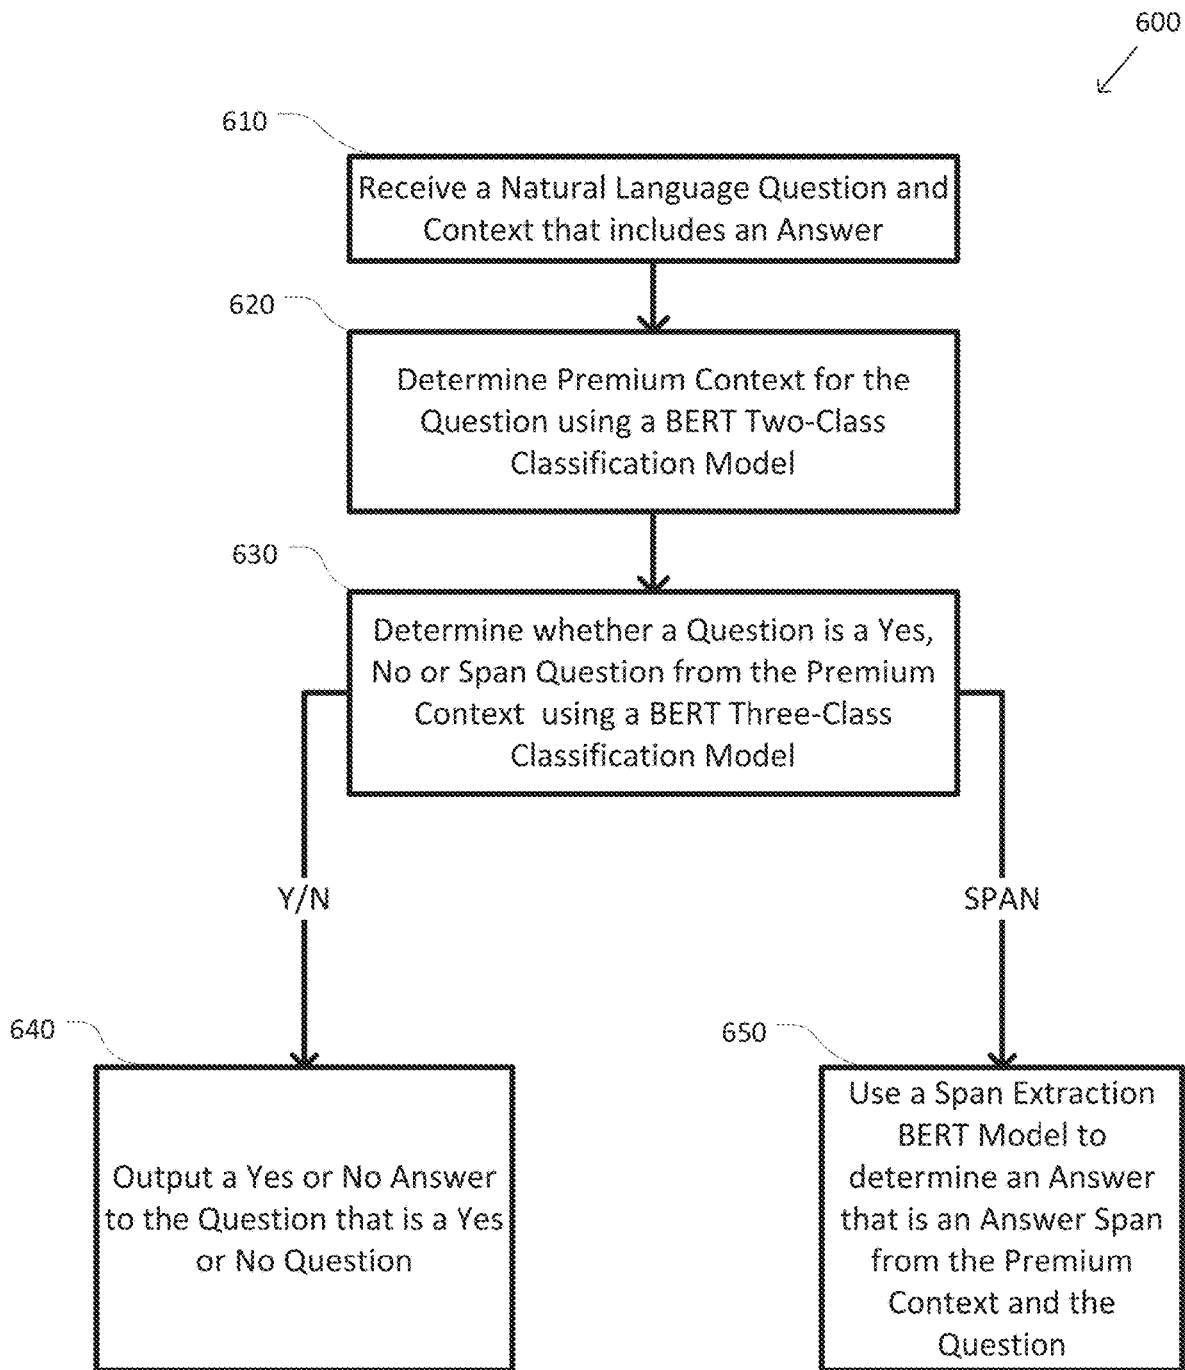 600
610
Receive a Natural Language Question and
Context that includes an Answer
620
Determine Premium Context for the
Question using a BERT Two-Class
Classification Model
630
Determine whether a Question is a Yes,
No or Span Question from the Premium
Context using a BERT Three-Class
Classification Model
Y/N
SPAN
640
Output a Yes or No Answer
to the Question that is a Yes
or No Question
650
Use a Span Extraction
BERT Model to
determine an Answer
that is an Answer Span
from the Premium
Context and the
Question